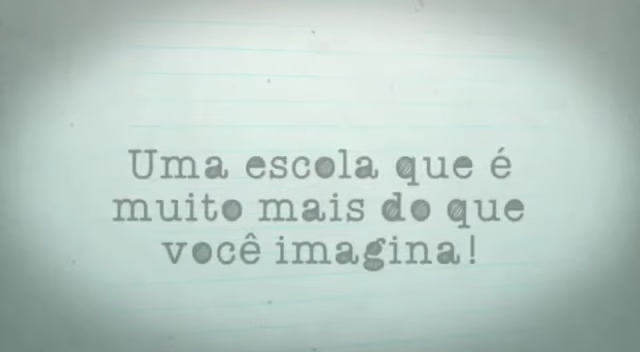 Uma escola que é
muito mais do que
você imagina!